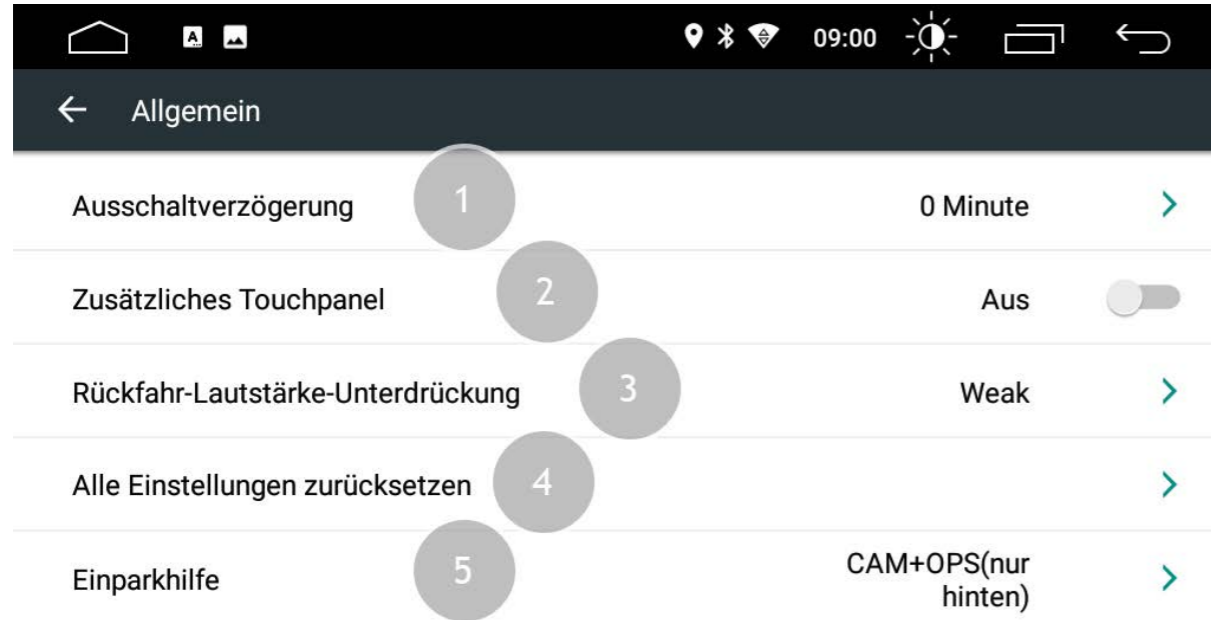 A
09:00
Allgemein
Ausschaltverzögerung 1 0 Minute
Zusätzliches Touchpanel 2 Aus
Rückfahr-Lautstärke-Unterdrückung 3 Weak
Alle Einstellungen zurücksetzen 4
Einparkhilfe 5 CAM+OPS(nur
hinten)